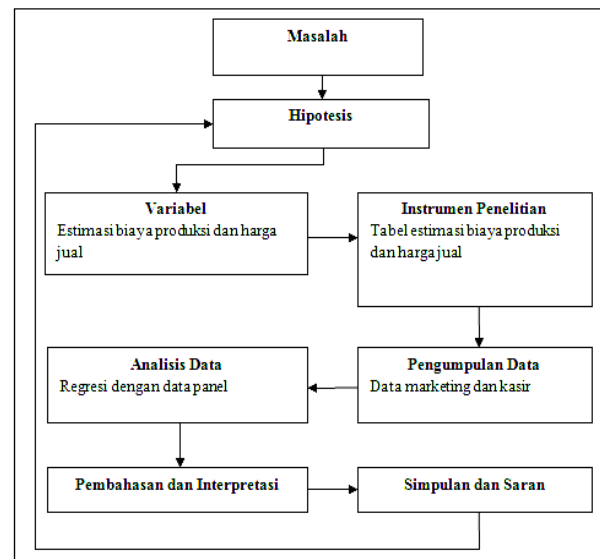 Masalah
Hipotesis
Variabel
Estimasi biaya produksi dan harga
jual
Instrumen Penelitian
Tabel estimasi biaya produksi
dan harga jual
Analisis Data
Regresi dengan data panel
Pengumpulan Data
Data marketing dan kasir
Pembahasan dan Interpretasi
Simpulan dan Saran